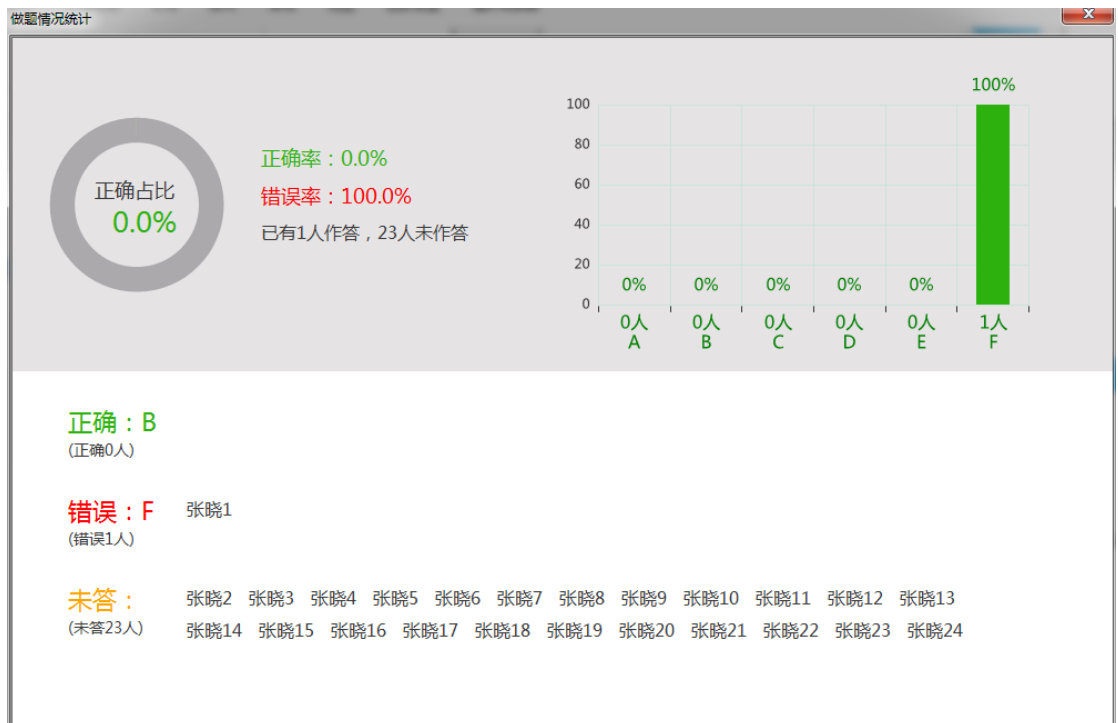 做题情况统计
正确占比
0.0%
正确率：0.0%
错误率：100.0%
已有1人作答，23人未作答
100%
100
80
60
40
20
0
0% 0% 0% 0% 0%
0人 0人 0人 0人 0人 1人
A B C D E F
正确：B
(正确0人)
错误：F 张晓1
(错误1人)
未答： 张晓2 张晓3 张晓4 张晓5 张晓6 张晓7 张晓8 张晓9 张晓10 张晓11 张晓12 张晓13
(未答23人) 张晓14 张晓15 张晓16 张晓17 张晓18 张晓19 张晓20 张晓21 张晓22 张晓23 张晓24